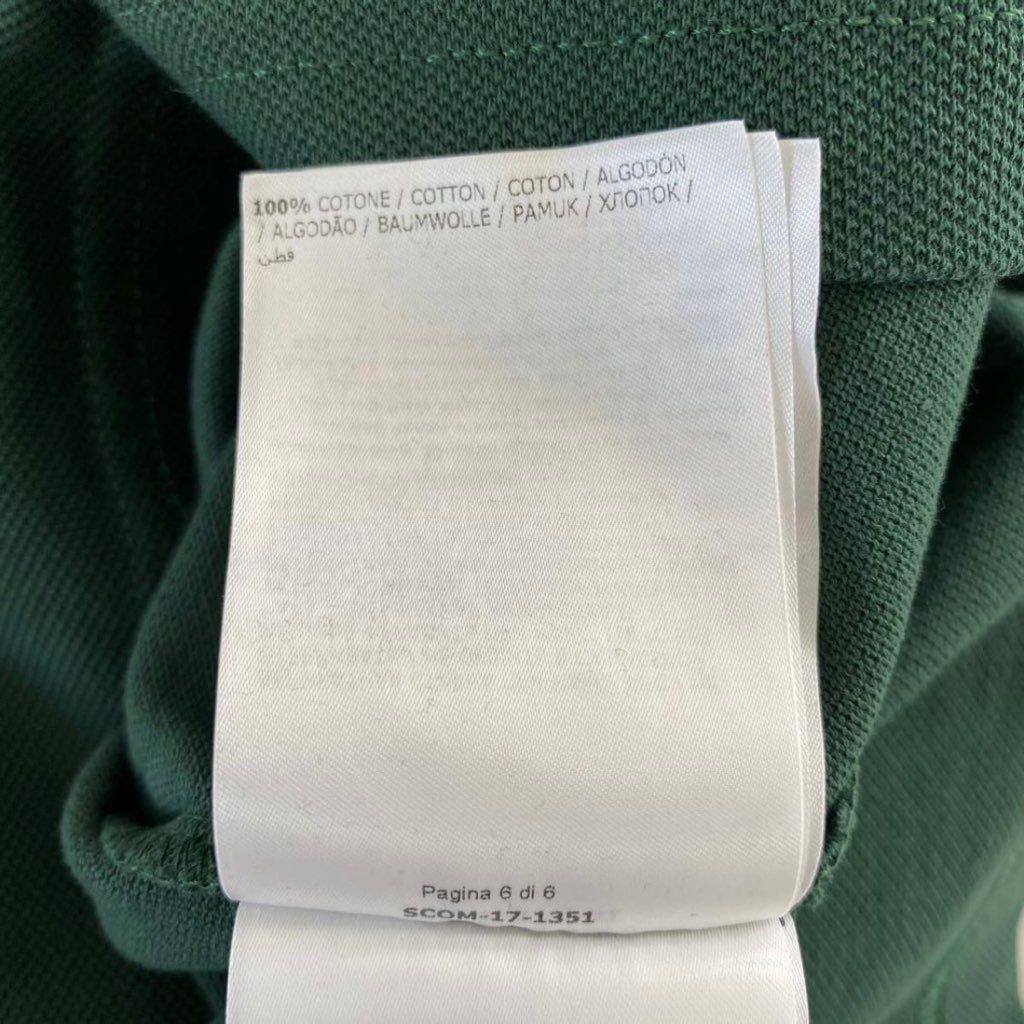 100% COTONE / COTTON / COTON / ALGODÓN
/ ALGODÃO / BAUMWOLLE / PAMUK / ХЛОПОК /
قطن
Pagina 6 di 6
SCOM-17-1351